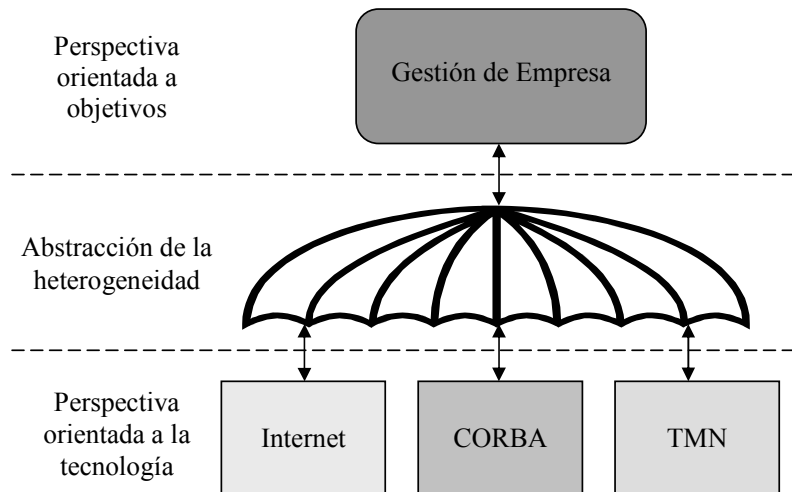 Perspectiva
orientada a
objetivos
Gestión de Empresa
Abstracción de la
heterogeneidad
Perspectiva
orientada a la
tecnología
Internet
CORBA
TMN